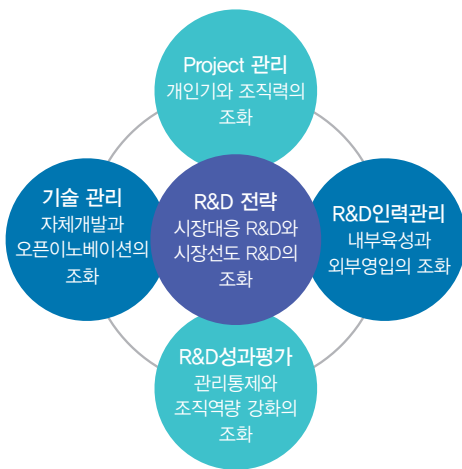 Project 관리
개인기와 조직력의
조화
기술 관리
자체개발과
오픈이노베이션의
조화
R&D 전략
시장대응 R&D와
시장선도 R&D의
조화
R&D인력관리
내부육성과
외부영입의 조화
R&D성과평가
관리통제와
조직역량 강화의
조화